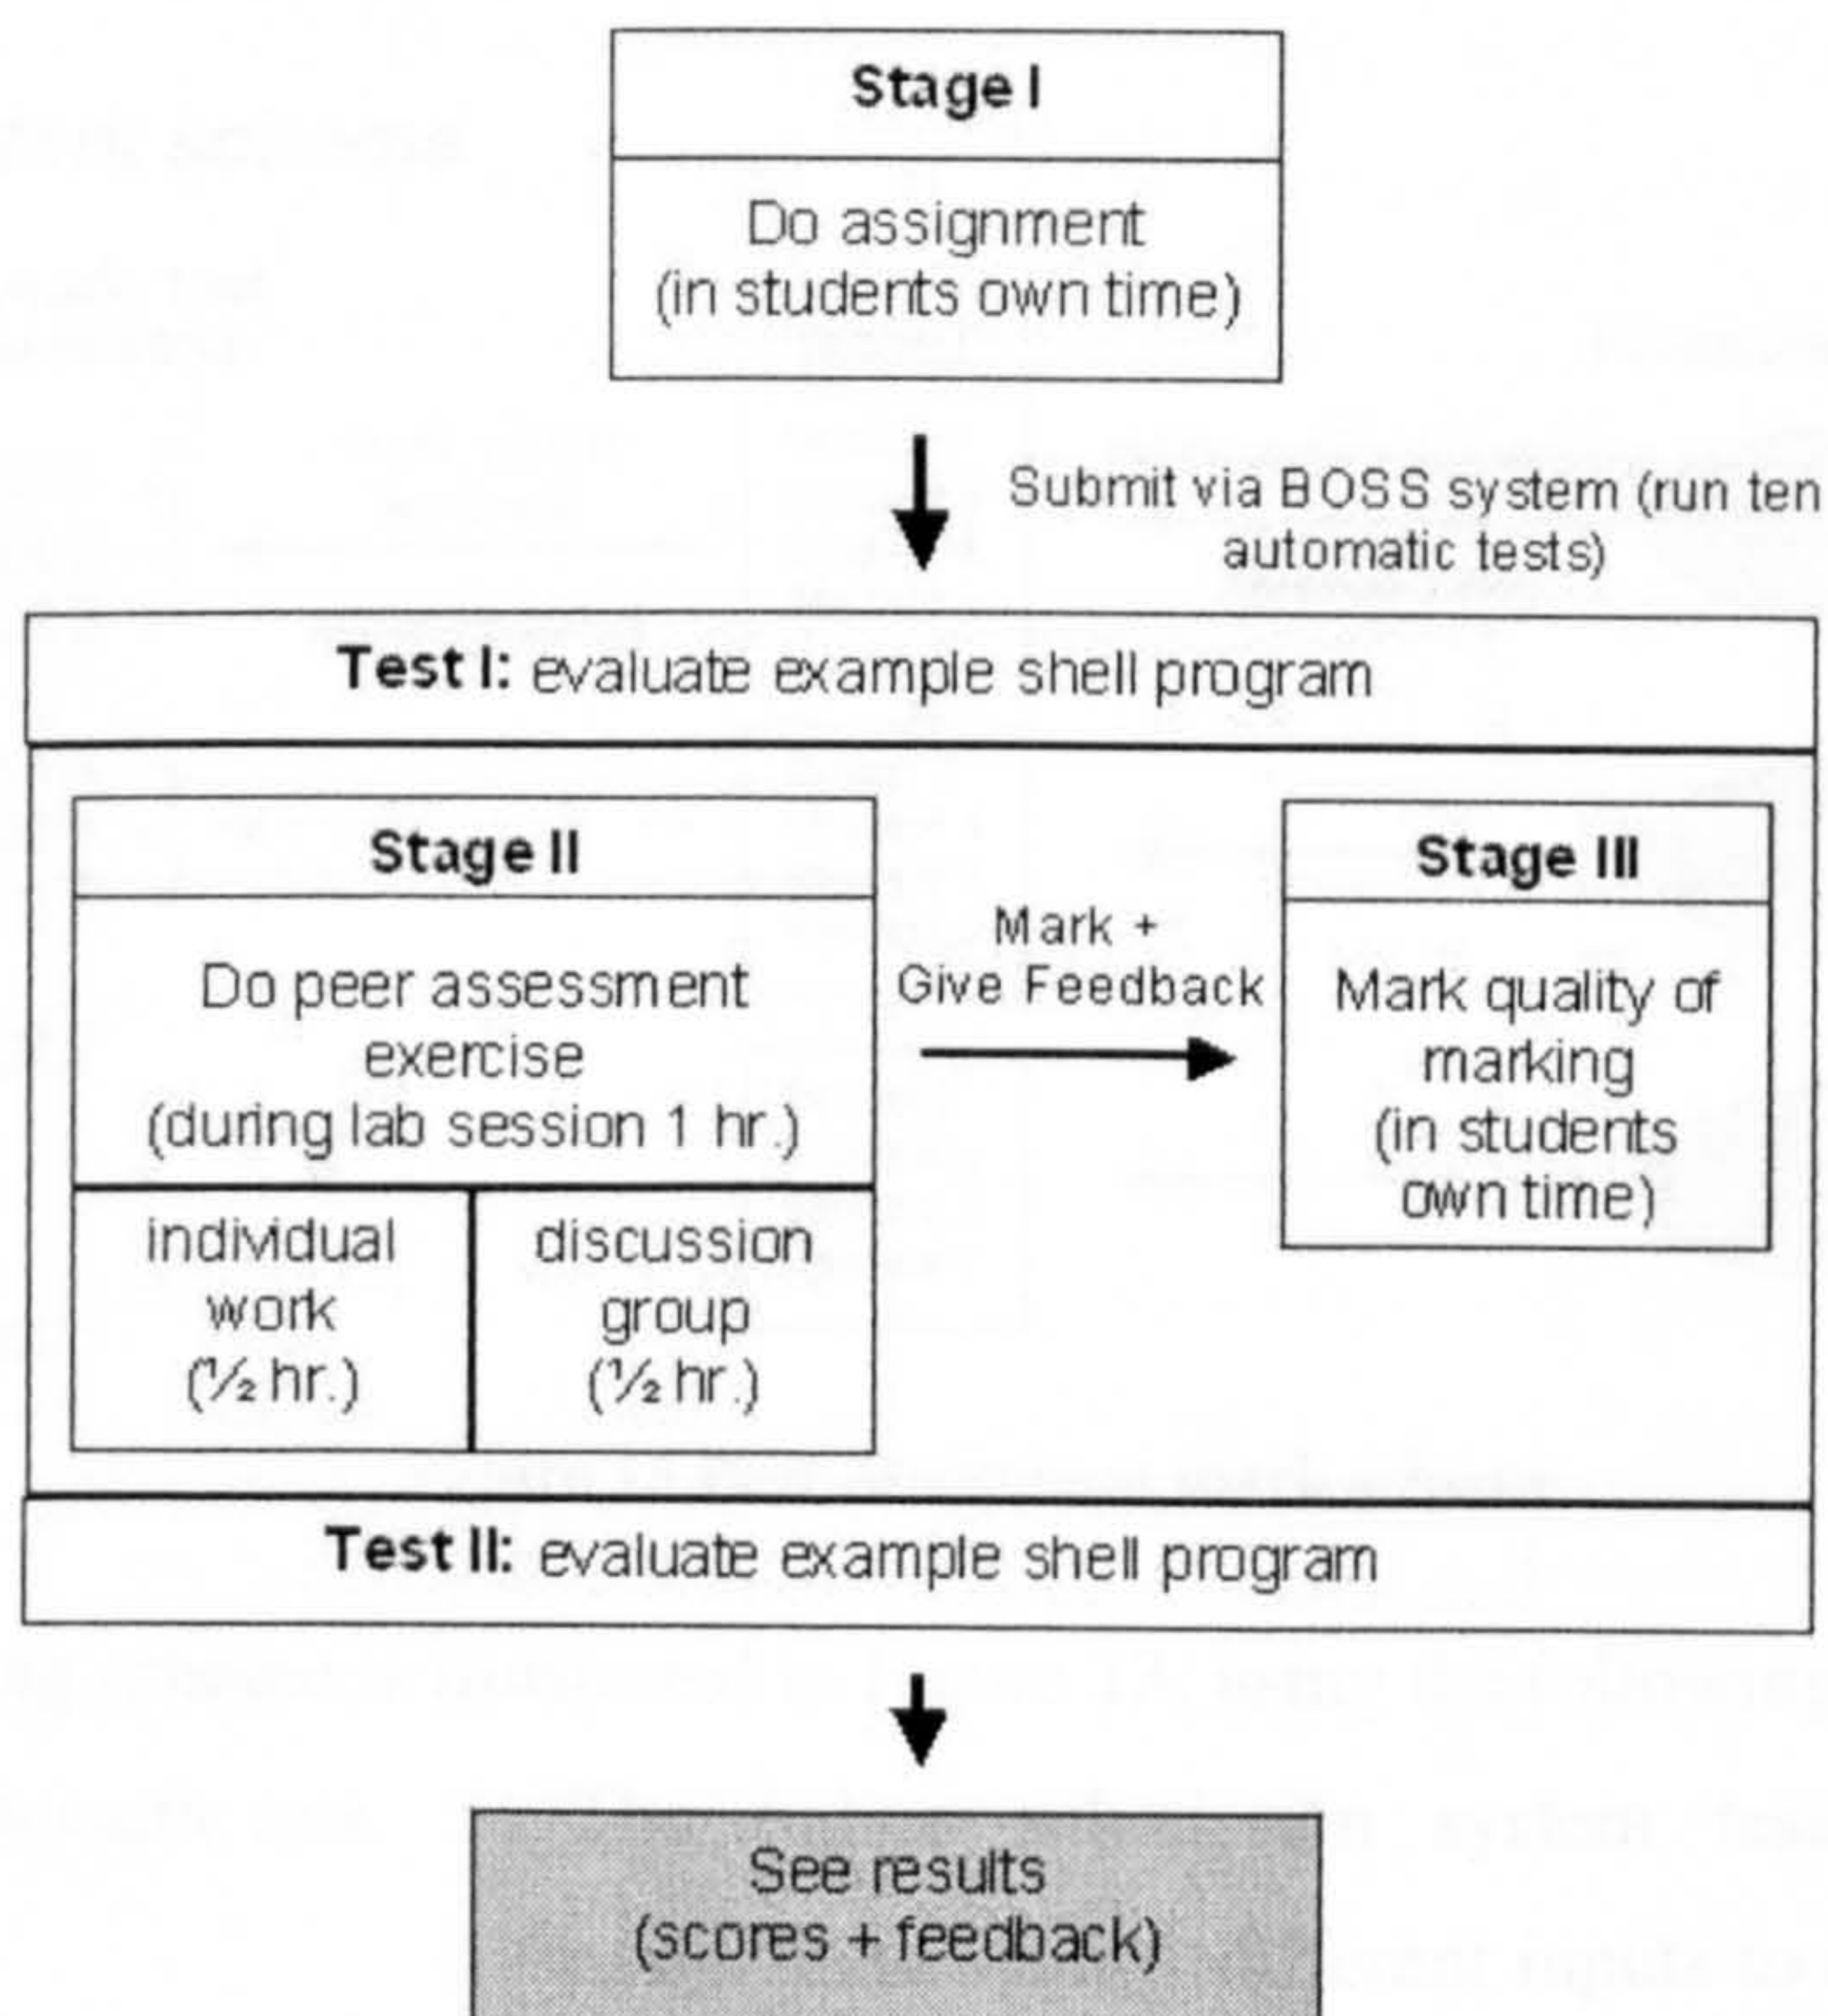 Stage I
Do assignment
(in students own time)
Submit via BOSS system (run ten
automatic tests)
Test I: evaluate example shell program
Stage II
Do peer assessment
exercise
(during lab session 1 hr.)
individual
work
(½ hr.)
discussion
group
(½ hr.)
Mark +
Give Feedback
Stage III
Mark quality of
marking
(in students
own time)
Test II: evaluate example shell program
See results
(scores + feedback)